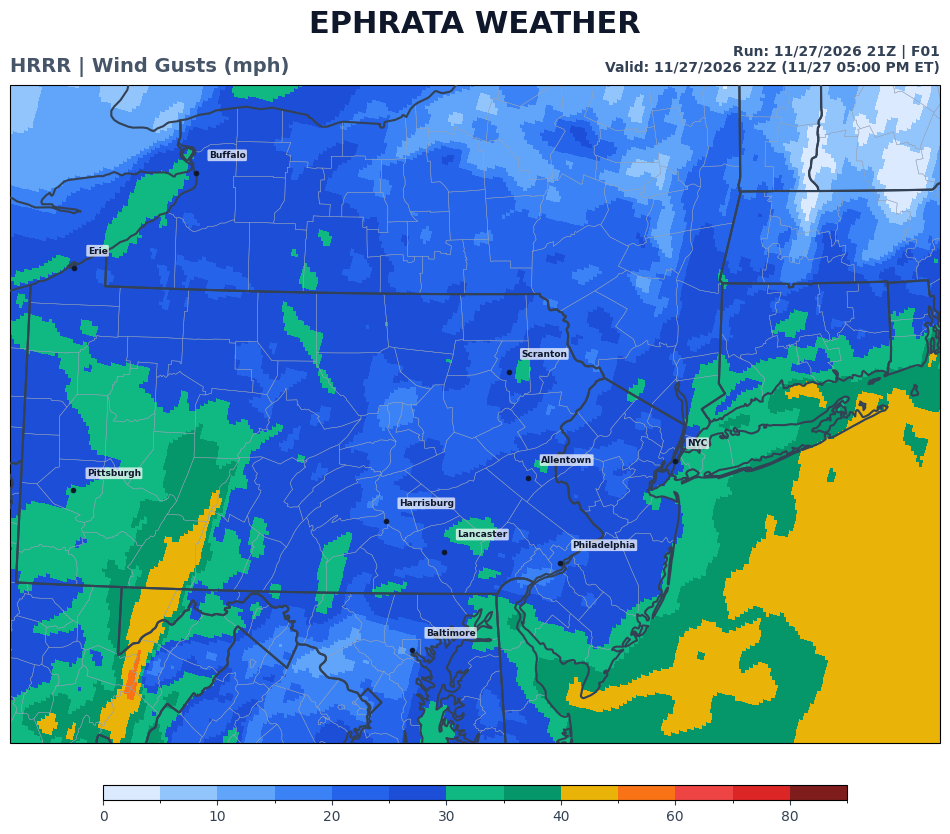 EPHRATA WEATHER
HRRR | Wind Gusts (mph)
Run: 11/27/2026 21Z | F01
Valid: 11/27/2026 22Z (11/27 05:00 PM ET)
Buffalo
Erie
Scranton
NYC
Allentown
Pittsburgh
Harrisburg
Lancaster
Philadelphia
Baltimore
0 10 20 30 40 50 60 70 80